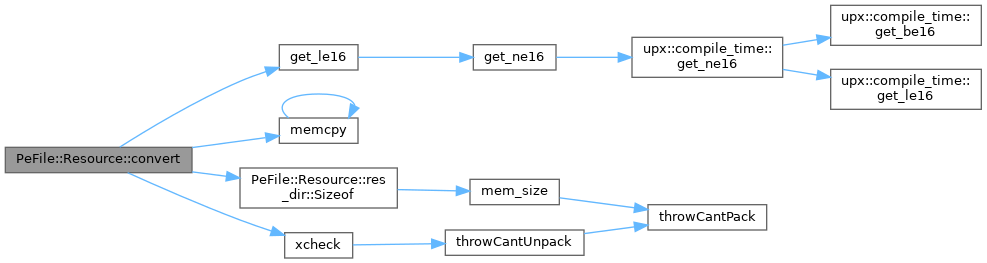 PeFile::Resource::convert
get_le16
get_ne16
upx::compile_time::
get_ne16
upx::compile_time::
get_be16
upx::compile_time::
get_le16
memcpy
PeFile::Resource::res
_dir::Sizeof
mem_size
throwCantPack
xcheck
throwCantUnpack